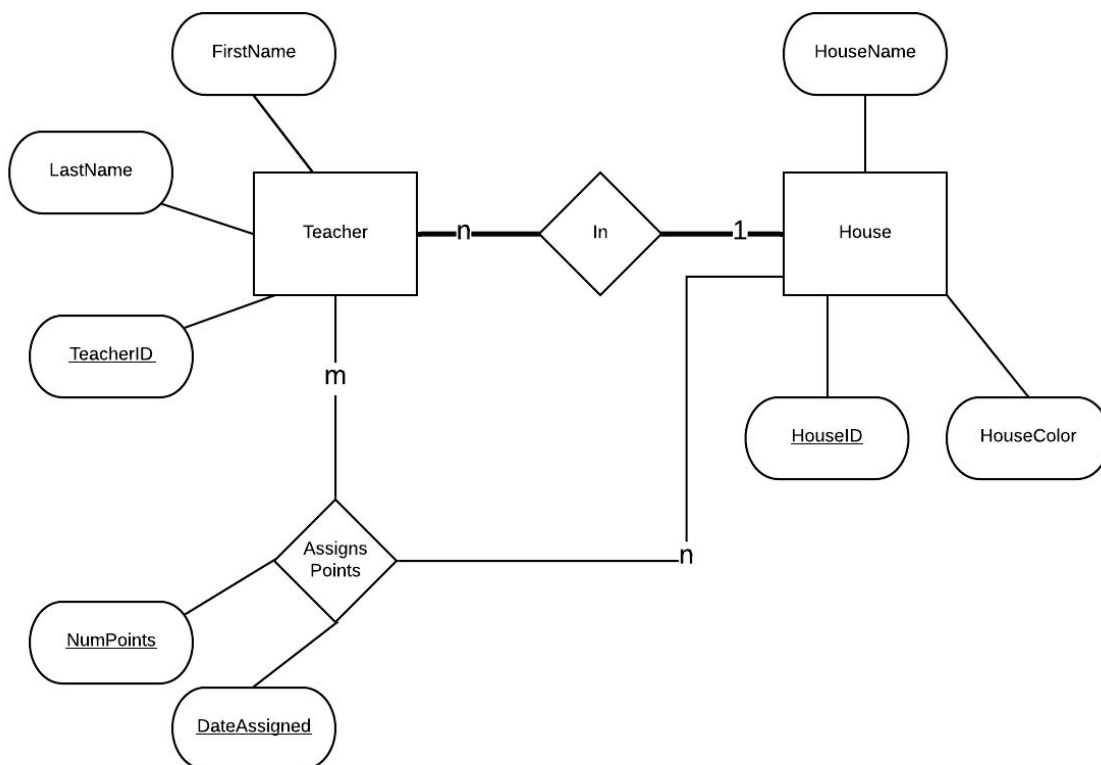 FirstName
HouseName
LastName
Teacher
n
In
1
House
TeacherID
m
HouseID
HouseColor
Assigns
Points
n
NumPoints
DateAssigned